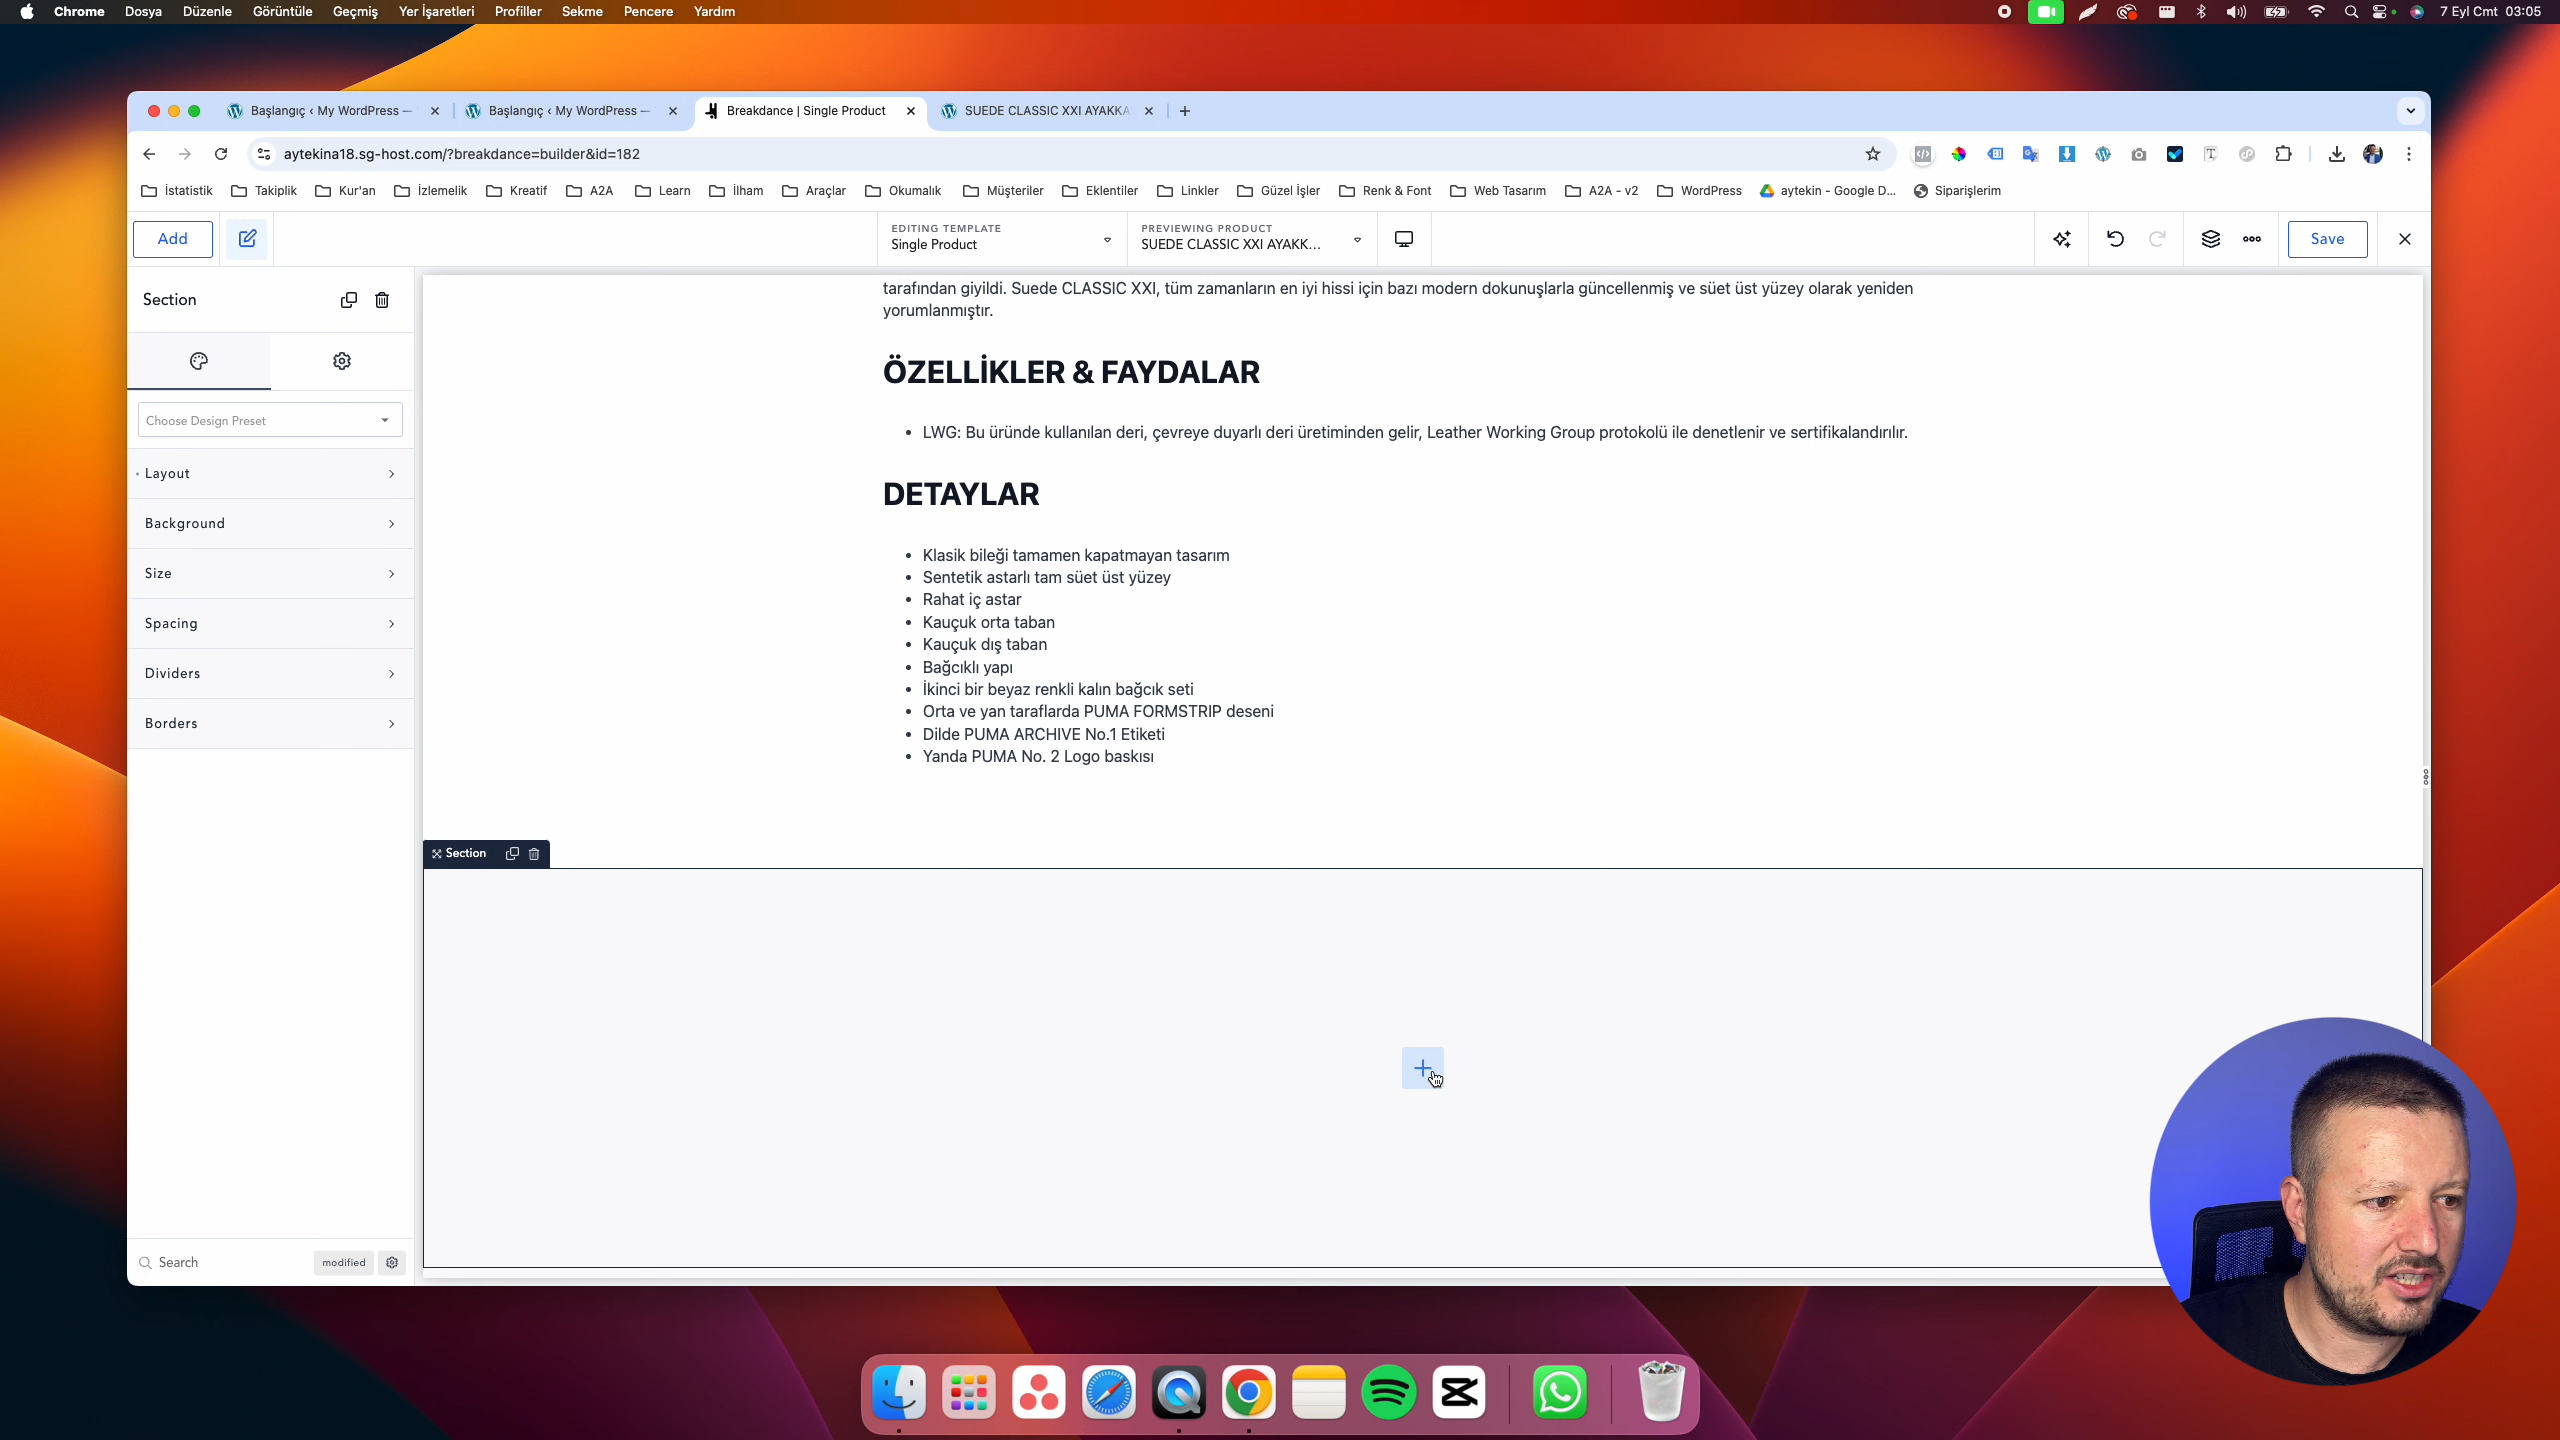 Chrome Dosya Düzenle Görüntüle Geçmiş Yer İşaretleri Profiller Sekme Pencere Yardım
7 Eyl Cmt 03:05
Başlangıç ‹ My WordPress —
Başlangıç ‹ My WordPress —
Breakdance | Single Product
SUEDE CLASSIC XXI AYAKKA
aytekina18.sg-host.com/?breakdance=builder&id=182
İstatistik Takiplik Kur'an İzlemelik Kreatif A2A Learn İlham Araçlar Okumalık Müşteriler Eklentiler Linkler Güzel İşler Renk & Font Web Tasarım A2A - v2 WordPress aytekin - Google D... Siparişlerim
Add
EDITING TEMPLATE
Single Product
PREVIEWING PRODUCT
SUEDE CLASSIC XXI AYAKK...
Save
Section
Choose Design Preset
Layout
Background
Size
Spacing
Dividers
Borders
Search
modified
tarafından giyildi. Suede CLASSIC XXI, tüm zamanların en iyi hissi için bazı modern dokunuşlarla güncellenmiş ve süet üst yüzey olarak yeniden
yorumlanmıştır.
ÖZELLİKLER & FAYDALAR
• LWG: Bu üründe kullanılan deri, çevreye duyarlı deri üretiminden gelir, Leather Working Group protokolü ile denetlenir ve sertifikalandırılır.
DETAYLAR
• Klasik bileği tamamen kapatmayan tasarım
• Sentetik astarlı tam süet üst yüzey
• Rahat iç astar
• Kauçuk orta taban
• Kauçuk dış taban
• Bağcıklı yapı
• İkinci bir beyaz renkli kalın bağcık seti
• Orta ve yan taraflarda PUMA FORMSTRIP deseni
• Dilde PUMA ARCHIVE No.1 Etiketi
• Yanda PUMA No. 2 Logo baskısı
Section